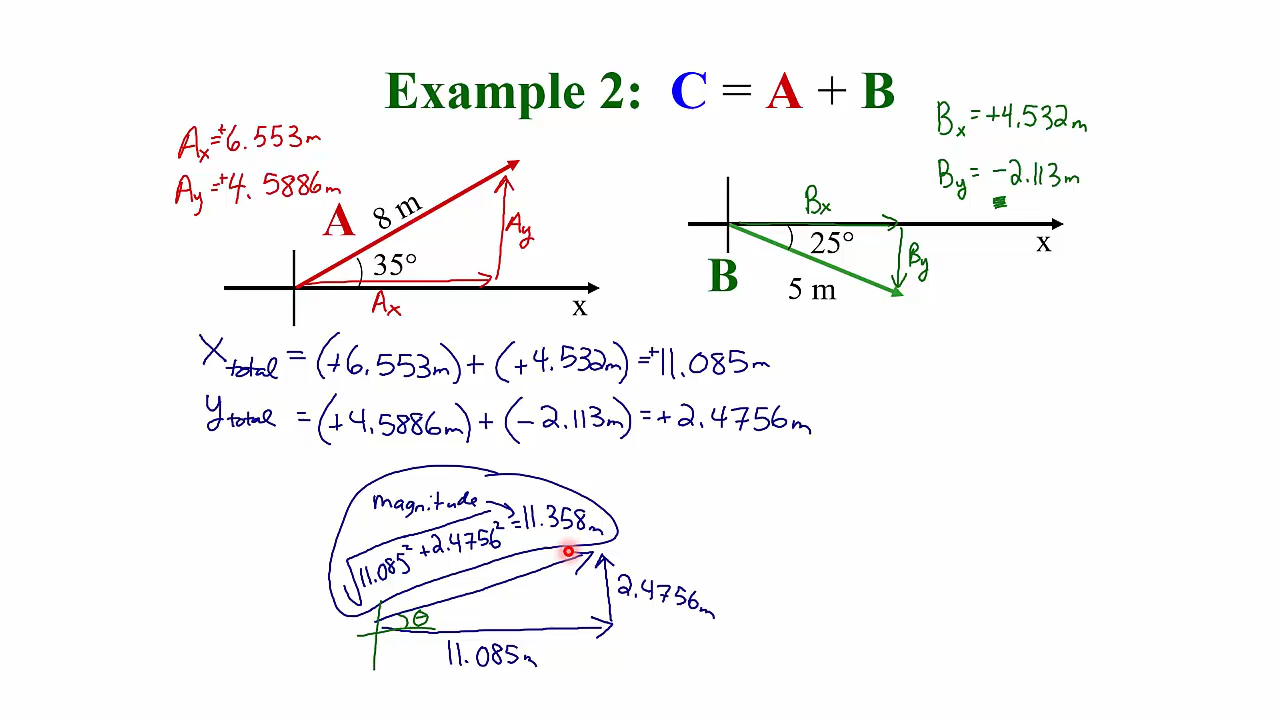 Example 2: C = A + B
Ax=+6.553m
Ay=+4.5886m
A
8 m
35°
Ay
Ax
x
Bx=+4.532m
By= -2.113m
Bx
25°
x
By
B
5 m
Xtotal = (+6.553m)+(+4.532m)=+11.085m
ytotal = (+4.5886m)+(-2.113m)=+2.4756m
magnitude
√11.085²+2.4756²=11.358m
θ
2.4756m
11.085m